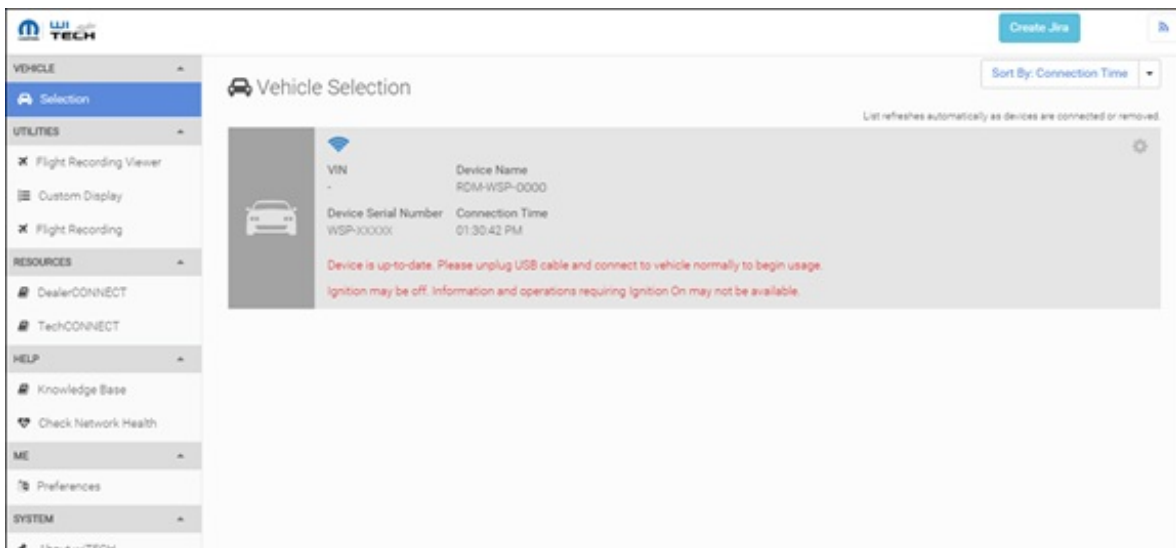 wi
TECH
Create Jira
VEHICLE
Selection
UTILITIES
Flight Recording Viewer
Custom Display
Flight Recording
RESOURCES
DealerCONNECT
TechCONNECT
HELP
Knowledge Base
Check Network Health
ME
Preferences
SYSTEM
Vehicle Selection
Sort By: Connection Time
List refreshes automatically as devices are connected or removed.
VIN Device Name
- RDM-WSP-0000
Device Serial Number Connection Time
WSP-XXXXX 01:30:42 PM
Device is up-to-date. Please unplug USB cable and connect to vehicle normally to begin usage.
Ignition may be off. Information and operations requiring Ignition On may not be available.